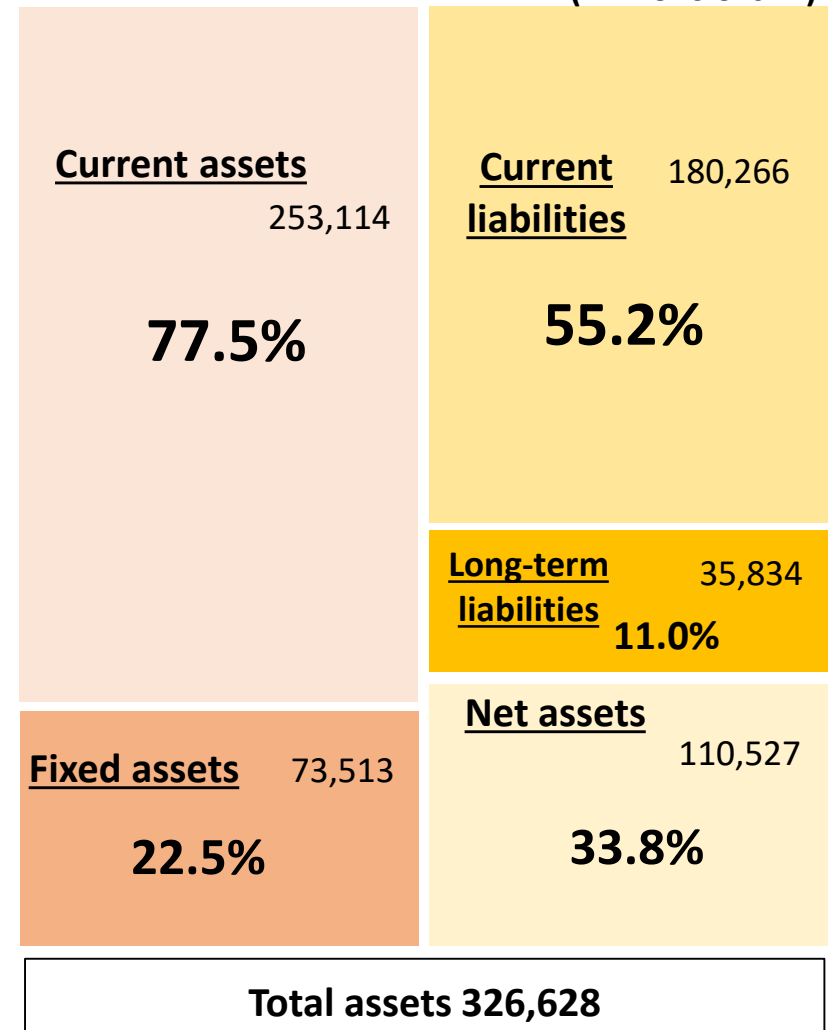 Current assets
253,114
77.5%
Fixed assets 73,513
22.5%
Current 180,266
liabilities
55.2%
Long-term 35,834
liabilities 11.0%
Net assets
110,527
33.8%
Total assets 326,628